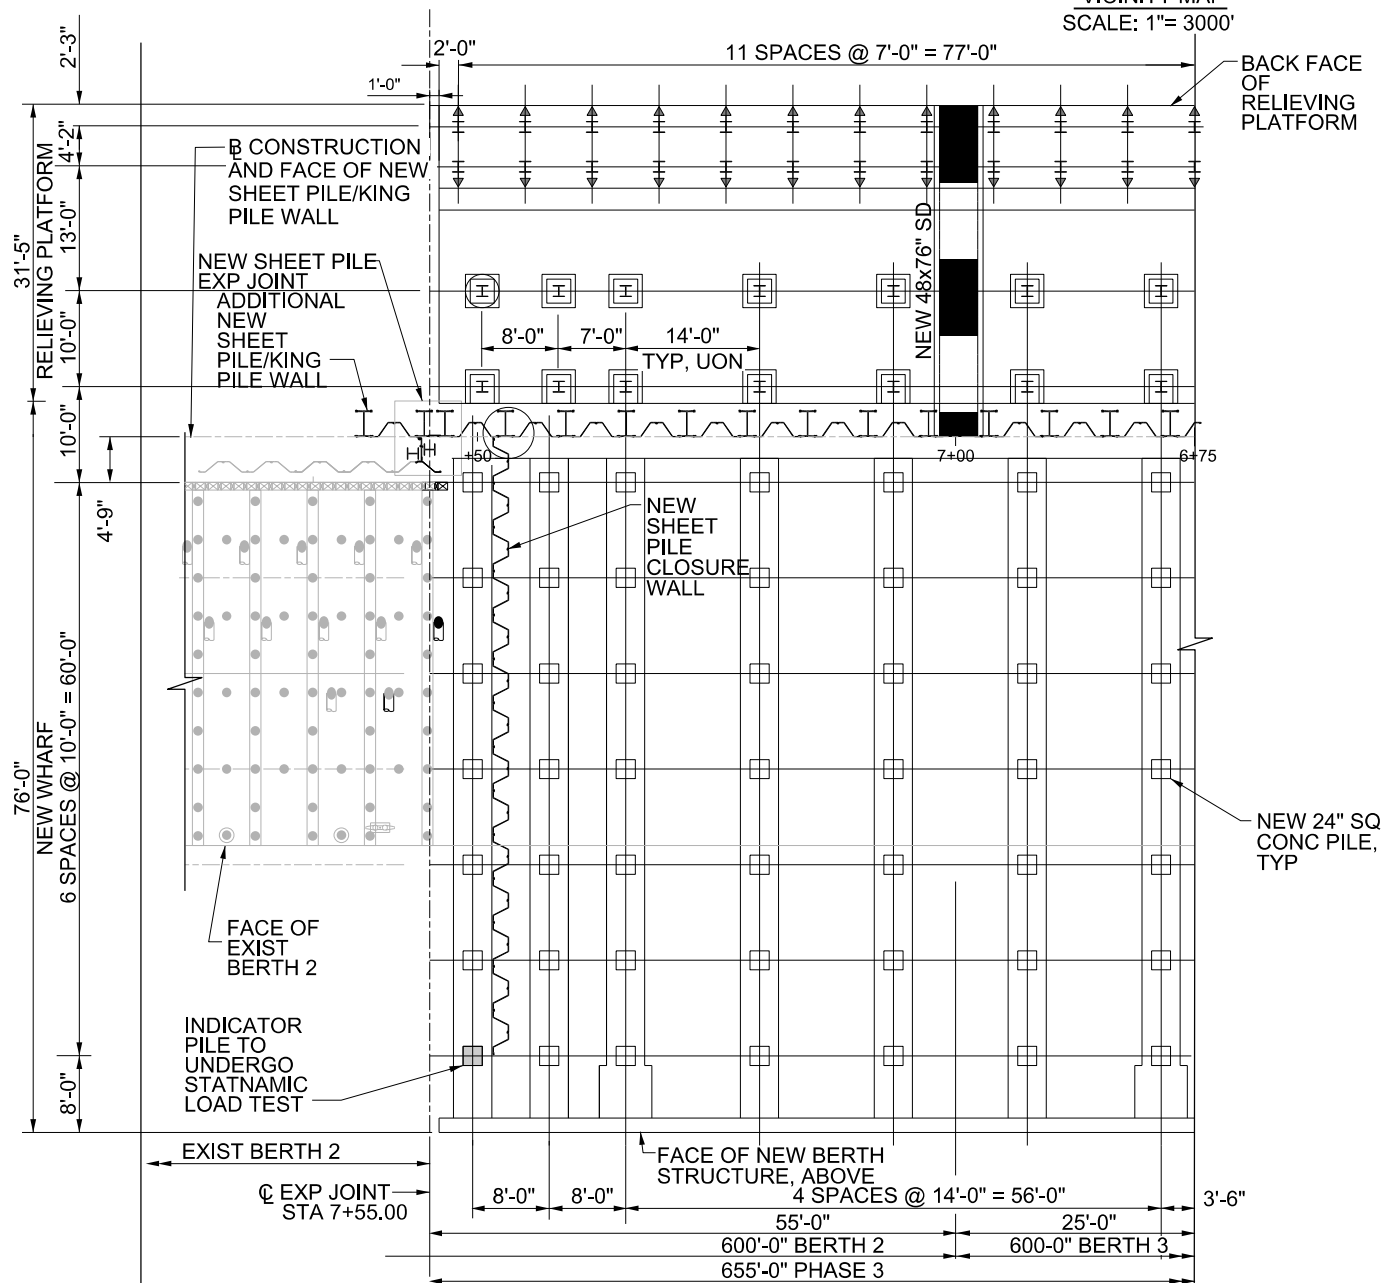 SCALE: 1"= 3000'
2'-0"
11 SPACES @ 7'-0" = 77'-0"
BACK FACE
OF
RELIEVING
PLATFORM
2'-3"
1'-0"
4'-2"
13'-0"
10'-0"
10'-0"
31'-5"
RELIEVING PLATFORM
BL CONSTRUCTION
AND FACE OF NEW
SHEET PILE/KING
PILE WALL
NEW SHEET PILE
EXP JOINT
ADDITIONAL
NEW
SHEET
PILE/KING
PILE WALL
NEW 48x76" SD
8'-0"
7'-0"
14'-0"
TYP, UON
+50
7+00
6+75
4'-9"
NEW
SHEET
PILE
CLOSURE
WALL
76'-0"
NEW WHARF
6 SPACES @ 10'-0" = 60'-0"
8'-0"
NEW 24" SQ
CONC PILE,
TYP
FACE OF
EXIST
BERTH 2
INDICATOR
PILE TO
UNDERGO
STATNAMIC
LOAD TEST
EXIST BERTH 2
FACE OF NEW BERTH
STRUCTURE, ABOVE
℄ EXP JOINT
STA 7+55.00
8'-0"
8'-0"
4 SPACES @ 14'-0" = 56'-0"
3'-6"
55'-0"
25'-0"
600'-0" BERTH 2
600-0" BERTH 3
655'-0" PHASE 3